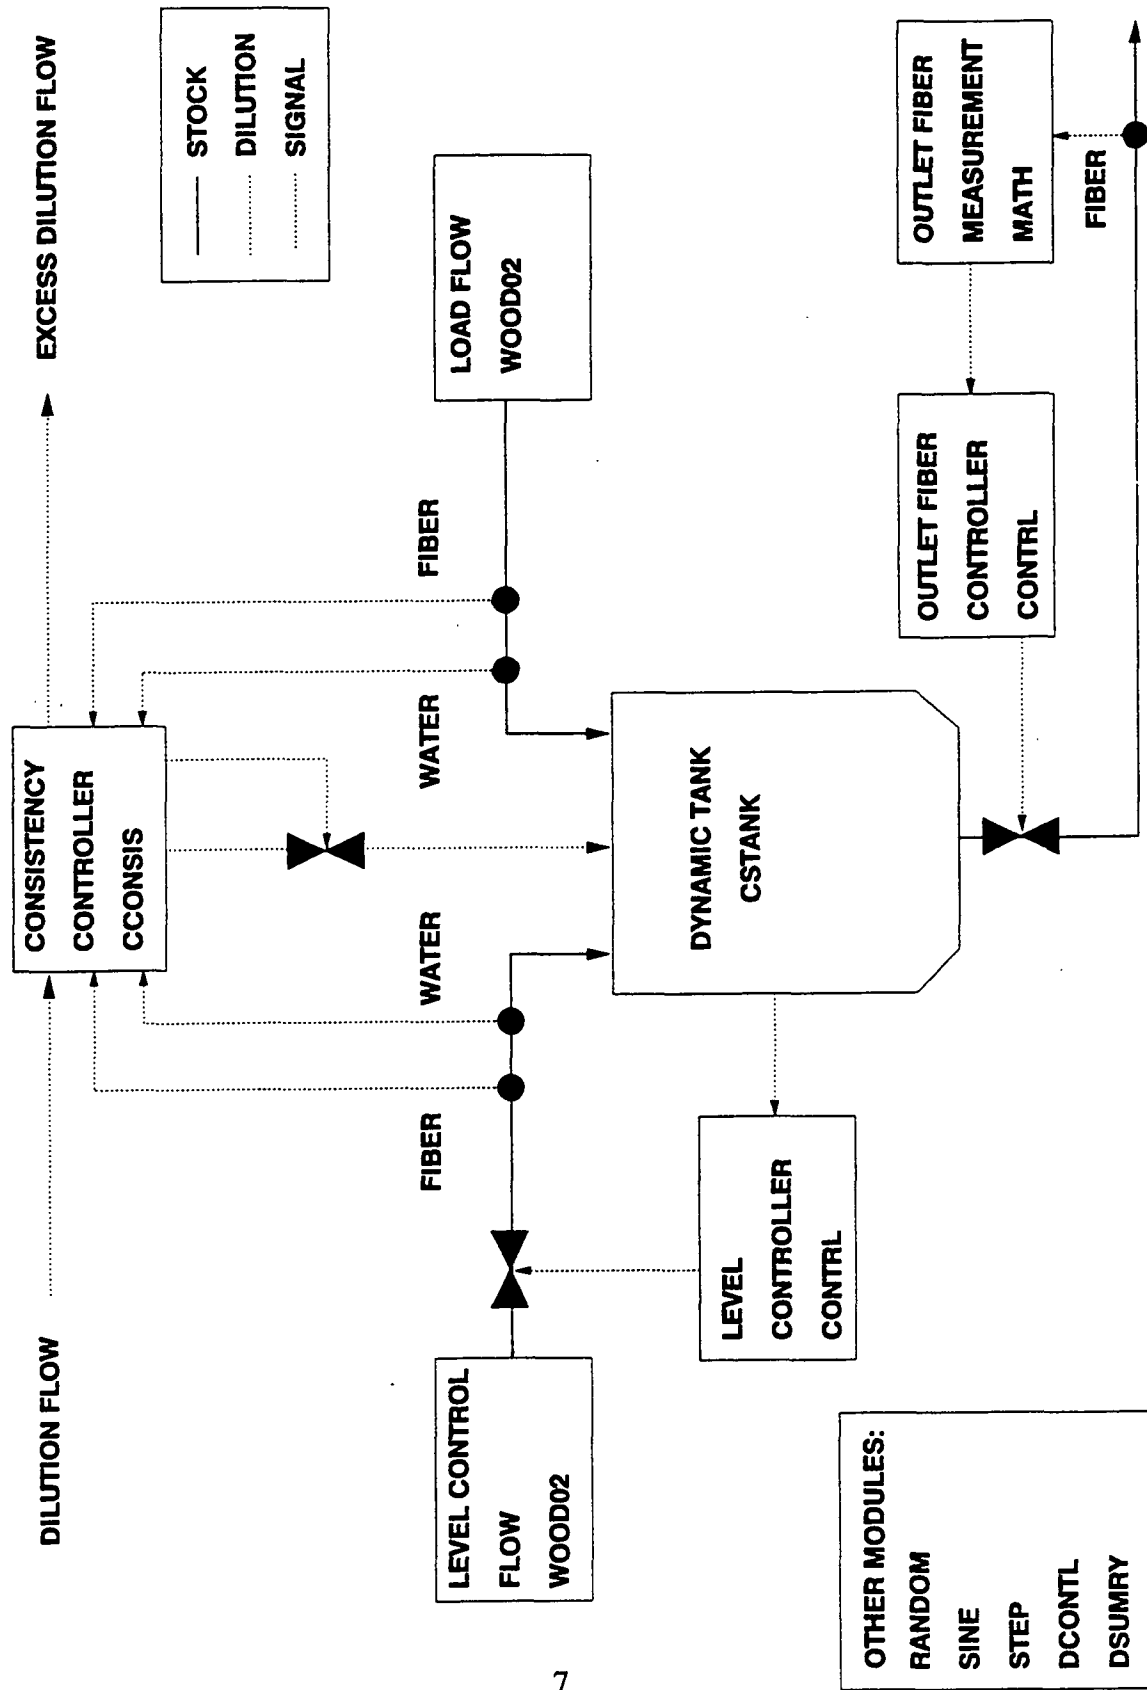 DILUTION FLOW
EXCESS DILUTION FLOW
CONSISTENCY
CONTROLLER
CCONSIS
STOCK
DILUTION
SIGNAL
FIBER
WATER
WATER
FIBER
LEVEL CONTROL
FLOW
WOOD02
LOAD FLOW
WOOD02
DYNAMIC TANK
CSTANK
LEVEL
CONTROLLER
CONTRL
OUTLET FIBER
CONTROLLER
CONTRL
OUTLET FIBER
MEASUREMENT
MATH
FIBER
OTHER MODULES:
RANDOM
SINE
STEP
DCONTL
DSUMRY
7